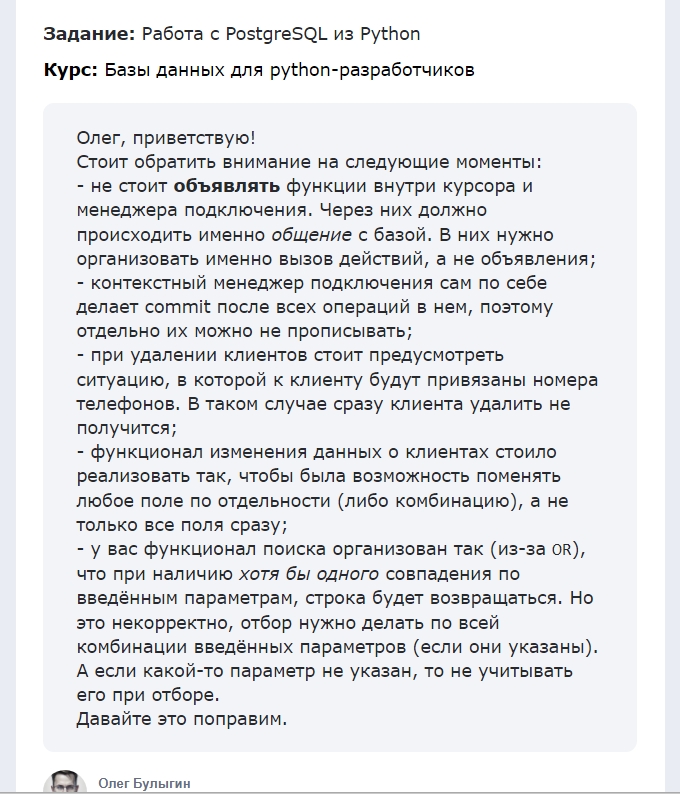 Задание: Работа с PostgreSQL из Python
Курс: Базы данных для python-разработчиков
Олег, приветствую!
Стоит обратить внимание на следующие моменты:
- не стоит объявлять функции внутри курсора и
менеджера подключения. Через них должно
происходить именно общение с базой. В них нужно
организовать именно вызов действий, а не объявления;
- контекстный менеджер подключения сам по себе
делает commit после всех операций в нем, поэтому
отдельно их можно не прописывать;
- при удалении клиентов стоит предусмотреть
ситуацию, в которой к клиенту будут привязаны номера
телефонов. В таком случае сразу клиента удалить не
получится;
- функционал изменения данных о клиентах стоило
реализовать так, чтобы была возможность поменять
любое поле по отдельности (либо комбинацию), а не
только все поля сразу;
- у вас функционал поиска организован так (из-за OR),
что при наличию хотя бы одного совпадения по
введённым параметрам, строка будет возвращаться. Но
это некорректно, отбор нужно делать по всей
комбинации введённых параметров (если они указаны).
А если какой-то параметр не указан, то не учитывать
его при отборе.
Давайте это поправим.
Олег Булыгин